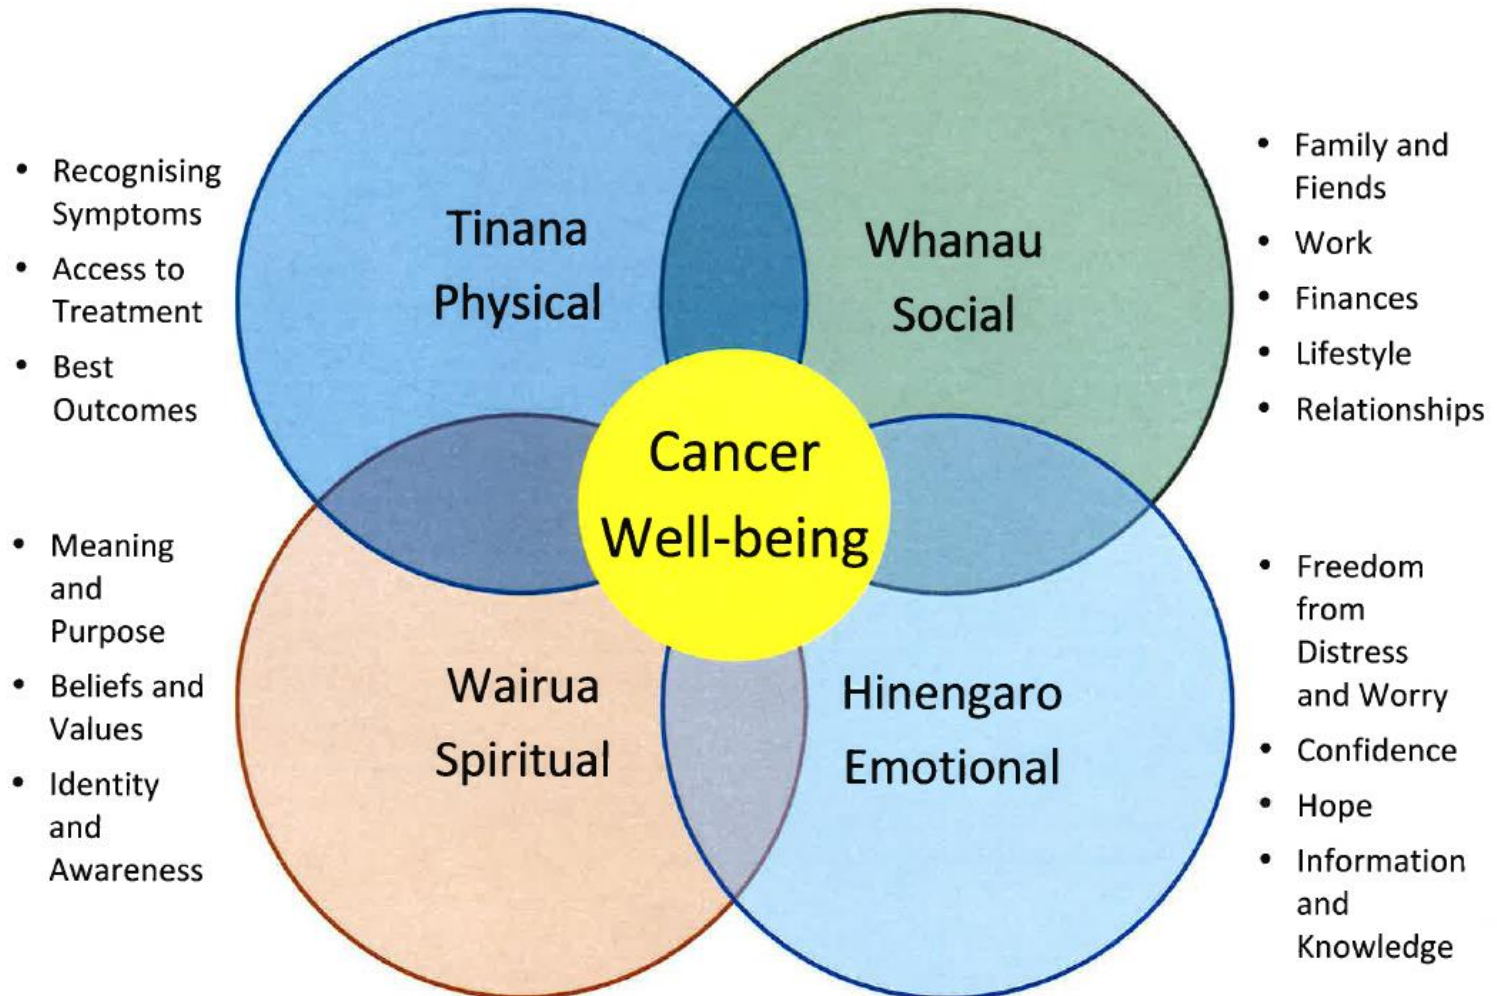 • Recognising
Symptoms
• Access to
Treatment
• Best
Outcomes
Tinana
Physical
Whanau
Social
• Family and
Fiends
• Work
• Finances
• Lifestyle
• Relationships
Cancer
Well-being
• Meaning
and
Purpose
• Beliefs and
Values
• Identity
and
Awareness
Wairua
Spiritual
Hinengaro
Emotional
• Freedom
from
Distress
and Worry
• Confidence
• Hope
• Information
and
Knowledge